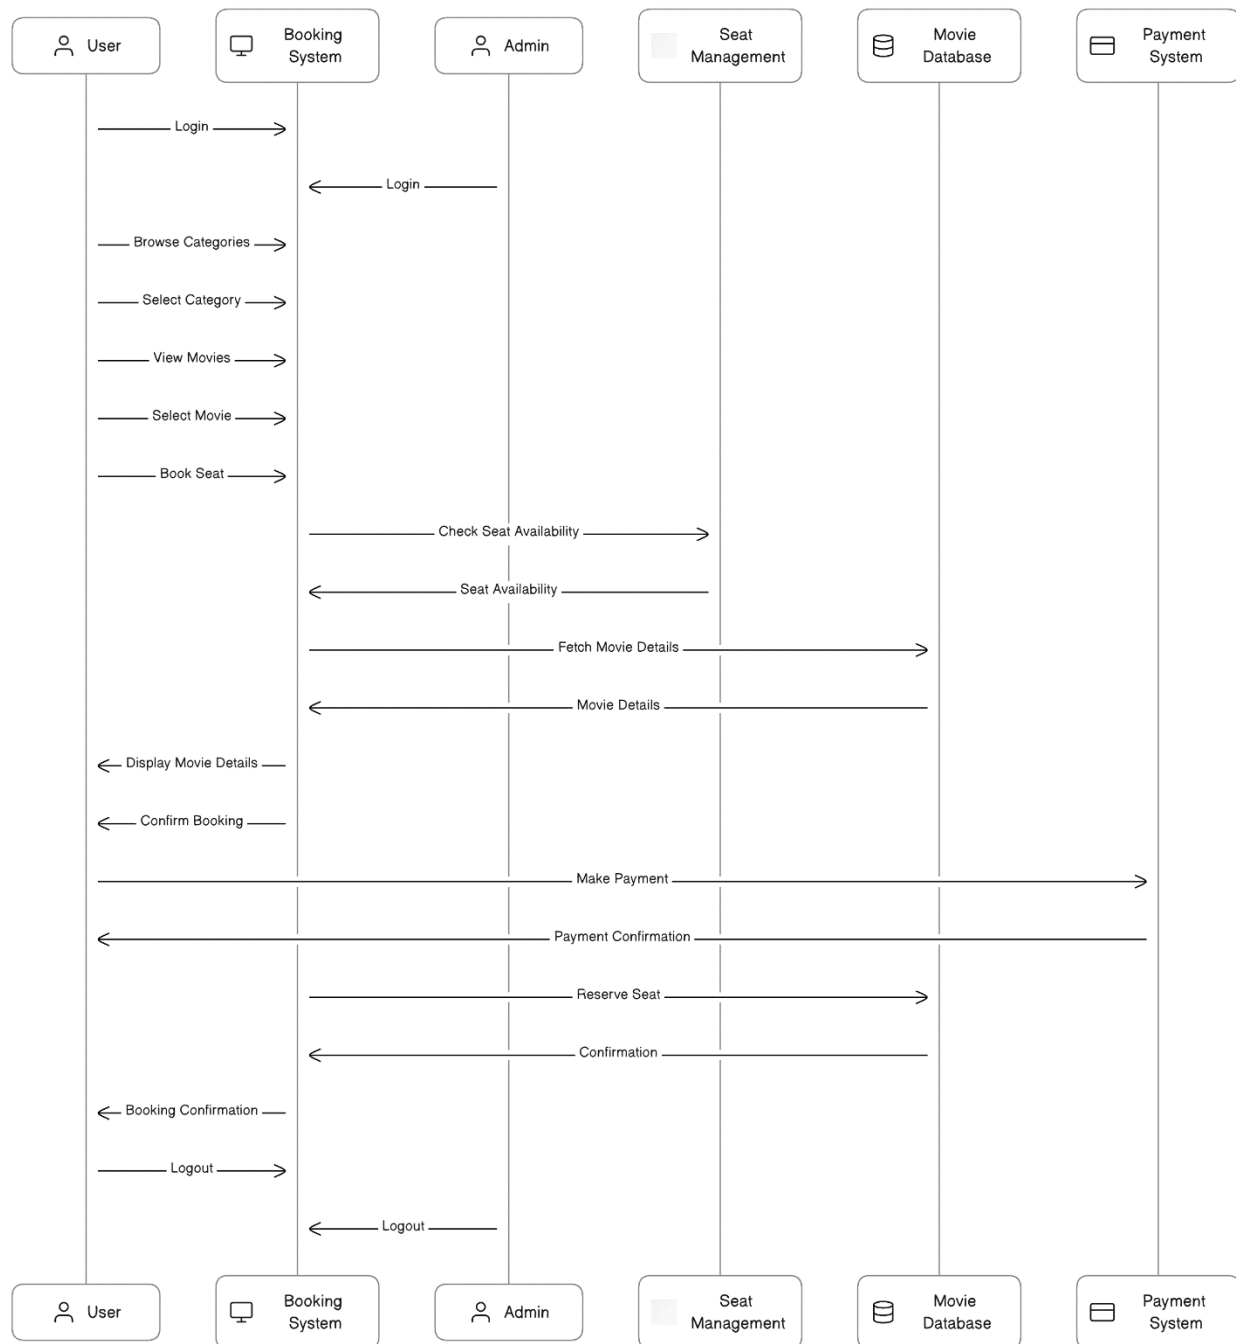 User
Booking
System
Admin
Seat
Management
Movie
Database
Payment
System
Login
Login
Browse Categories
Select Category
View Movies
Select Movie
Book Seat
Check Seat Availability
Seat Availability
Fetch Movie Details
Movie Details
Display Movie Details
Confirm Booking
Make Payment
Payment Confirmation
Reserve Seat
Confirmation
Booking Confirmation
Logout
Logout
User
Booking
System
Admin
Seat
Management
Movie
Database
Payment
System